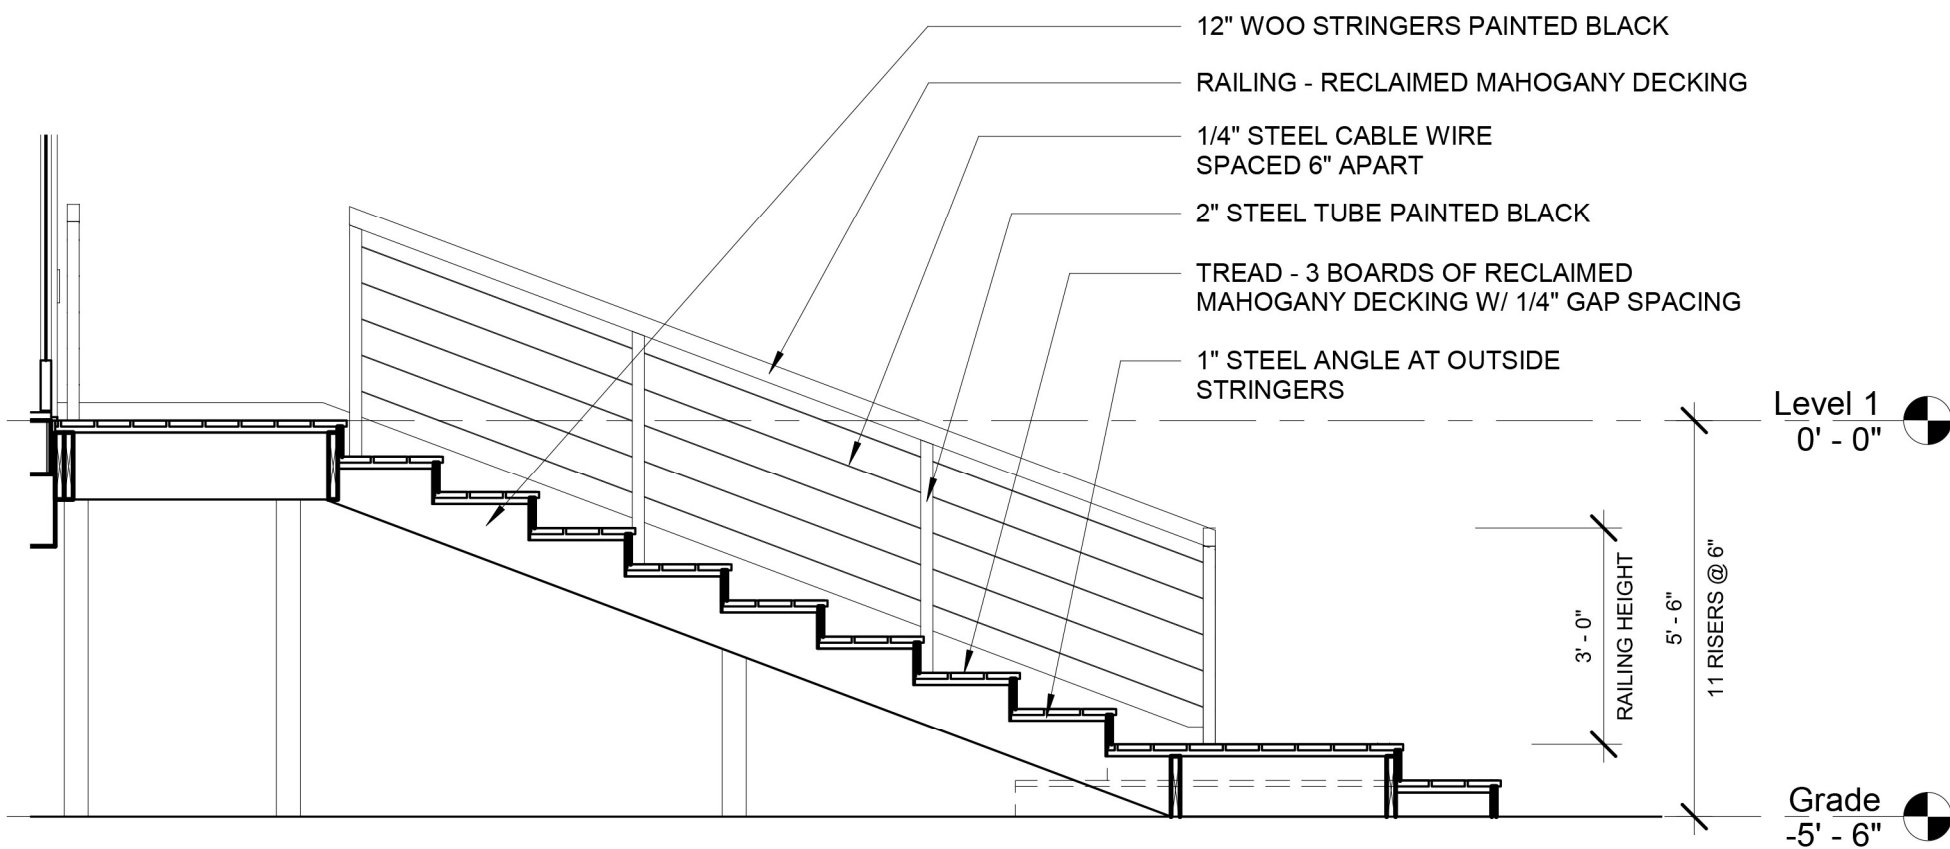 12" WOO STRINGERS PAINTED BLACK
RAILING - RECLAIMED MAHOGANY DECKING
1/4" STEEL CABLE WIRE
SPACED 6" APART
2" STEEL TUBE PAINTED BLACK
TREAD - 3 BOARDS OF RECLAIMED
MAHOGANY DECKING W/ 1/4" GAP SPACING
1" STEEL ANGLE AT OUTSIDE
STRINGERS
Level 1
0' - 0"
3' - 0"
RAILING HEIGHT
5' - 6"
11 RISERS @ 6"
Grade
-5' - 6"